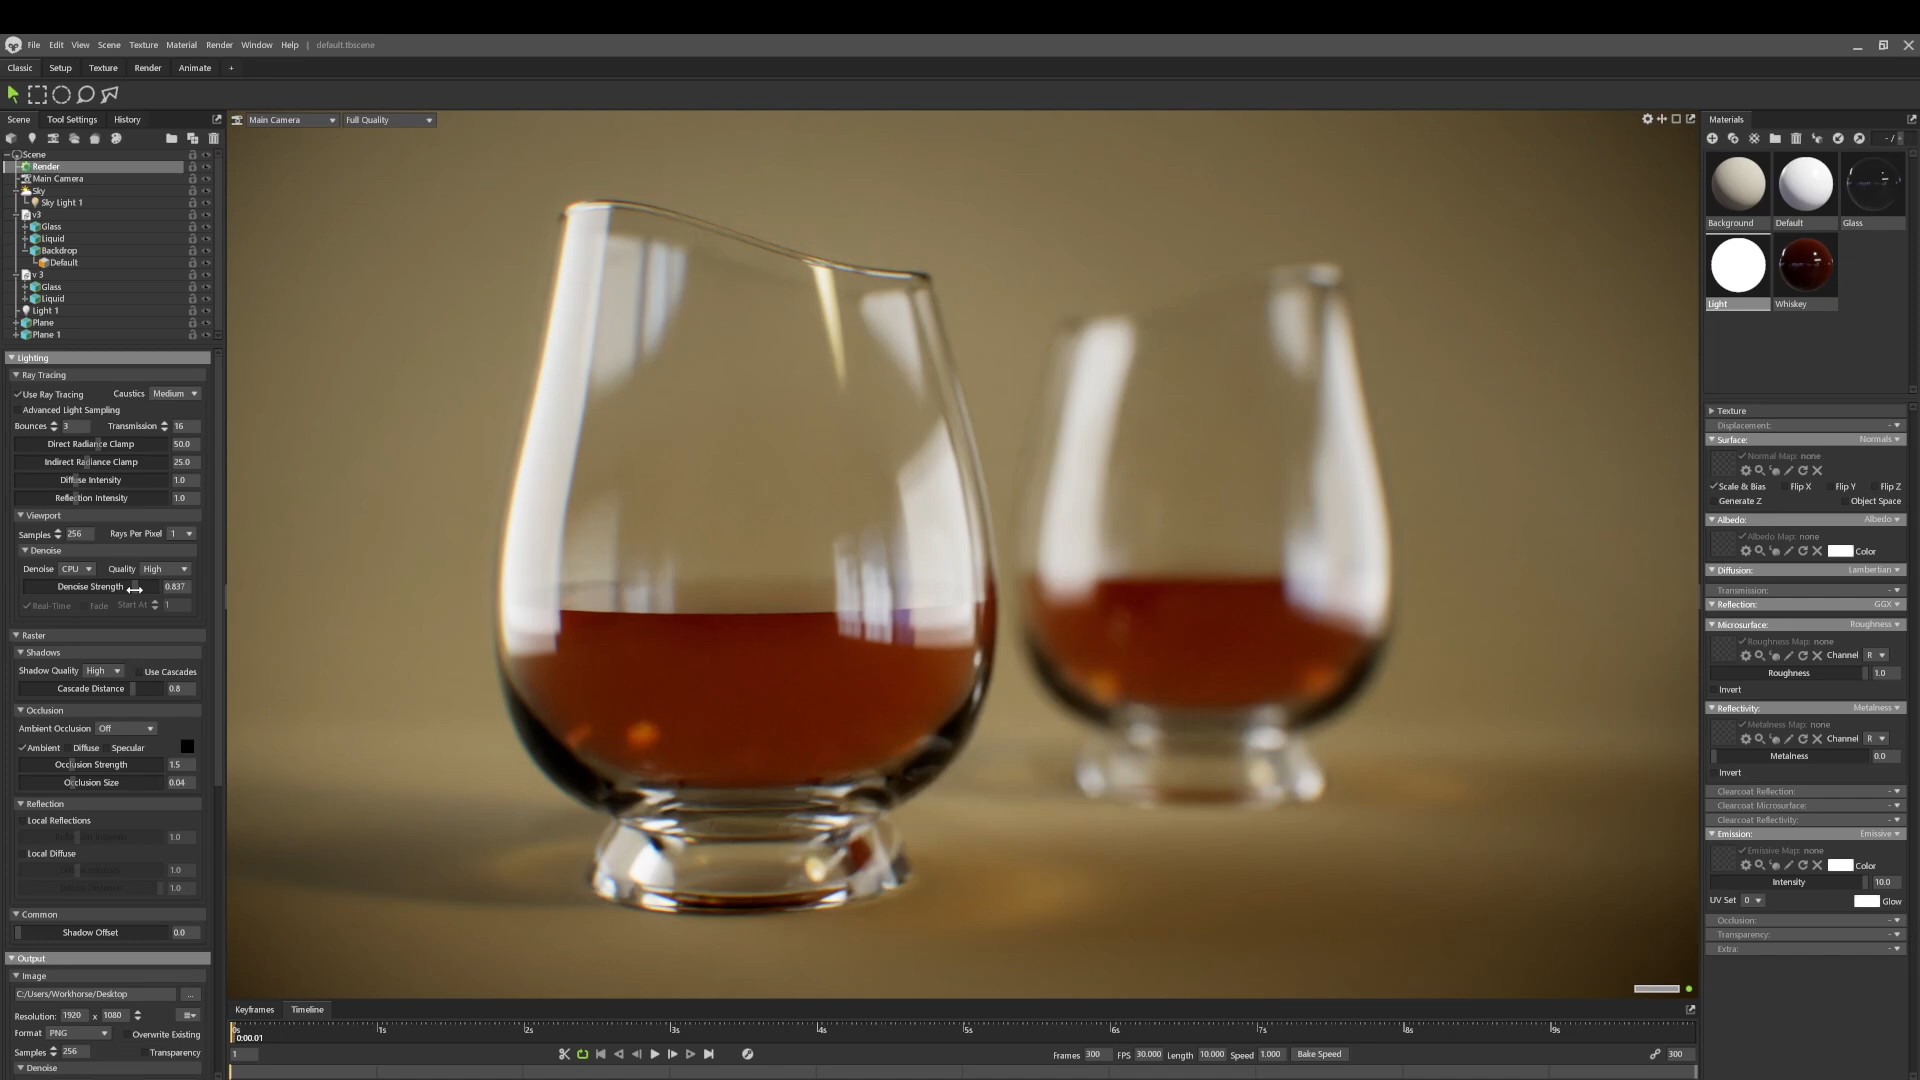 File Edit View Scene Texture Material Render Window Help | default.tbscene
Classic Setup Texture Render Animate +
Scene Tool Settings History
Main Camera Full Quality
Materials
Scene
Render
Main Camera
Sky
Sky Light 1
v3
Glass
Liquid
Backdrop
Default
v 3
Glass
Liquid
Light 1
Plane
Plane 1
Lighting
Ray Tracing
Use Ray Tracing Caustics Medium
Advanced Light Sampling
Bounces 3 Transmission 16
Direct Radiance Clamp 50.0
Indirect Radiance Clamp 25.0
Diffuse Intensity 1.0
Reflection Intensity 1.0
Viewport
Samples 256 Rays Per Pixel 1
Denoise
Denoise CPU Quality High
Denoise Strength 0.837
Real-Time Fade Start At 1
Raster
Shadows
Shadow Quality High Use Cascades
Cascade Distance 0.8
Occlusion
Ambient Occlusion Off
Ambient Diffuse Specular
Occlusion Strength 1.5
Occlusion Size 0.04
Reflection
Local Reflections
1.0
Local Diffuse
1.0
1.0
Common
Shadow Offset 0.0
Output
Image
C:/Users/Workhorse/Desktop ...
Resolution: 1920 x 1080
Format PNG Overwrite Existing
Samples 256 Transparency
Denoise
Keyframes Timeline
0s 1s 2s 3s 4s 5s 6s 7s 8s 9s
0:00.01
1
Frames 300 FPS 30.000 Length 10.000 Speed 1.000 Bake Speed 300
- /
Background Default Glass
Light Whiskey
Texture
Displacement: -
Surface: Normals
Normal Map: none
Scale & Bias Flip X Flip Y Flip Z
Generate Z Object Space
Albedo: Albedo
Albedo Map: none
Color
Diffusion: Lambertian
Transmission: -
Reflection: GGX
Microsurface: Roughness
Roughness Map: none
Channel R
Roughness 1.0
Invert
Reflectivity: Metalness
Metalness Map: none
Channel R
Metalness 0.0
Invert
Clearcoat Reflection: -
Clearcoat Microsurface: -
Clearcoat Reflectivity: -
Emission: Emissive
Emissive Map: none
Color
Intensity 10.0
UV Set 0 Glow
Occlusion: -
Transparency: -
Extra: -